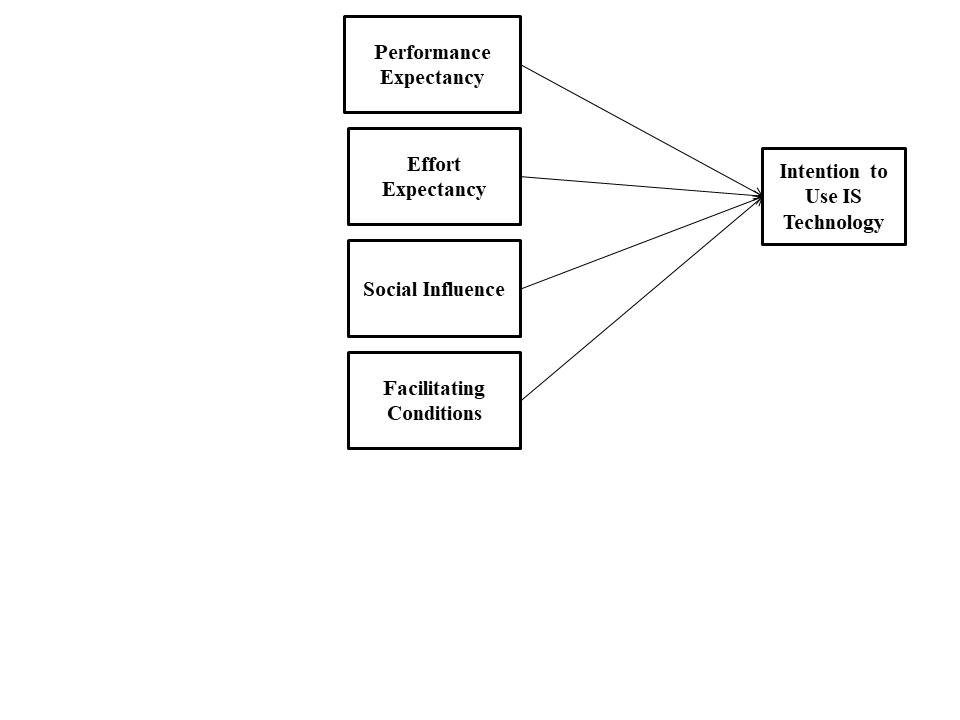 Performance
Expectancy
Effort
Expectancy
Social Influence
Facilitating
Conditions
Intention to
Use IS
Technology